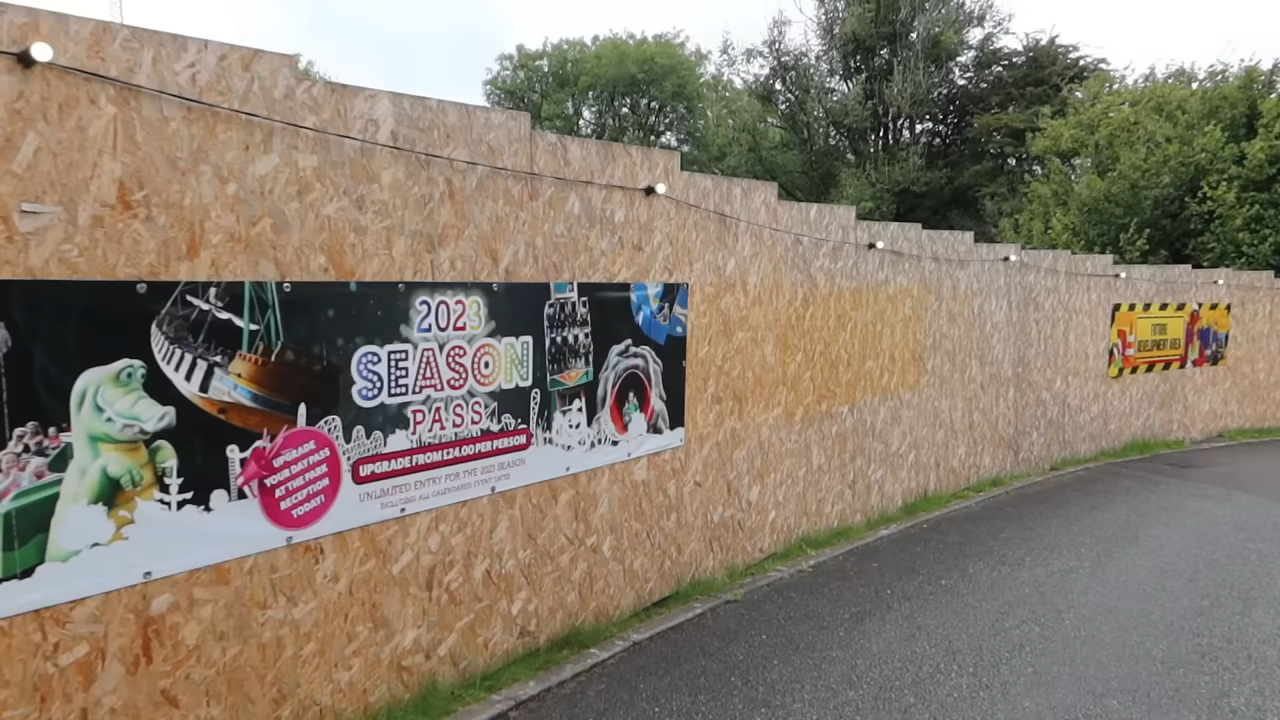 2023
SEASON
PASS
UPGRADE FROM £24.00 PER PERSON
UNLIMITED ENTRY FOR THE 2023 SEASON
INCLUDING ALL CALENDARED EVENT DATES
UPGRADE
YOUR DAY PASS
AT THE PARK
RECEPTION
TODAY!
FUTURE
DEVELOPMENT AREA